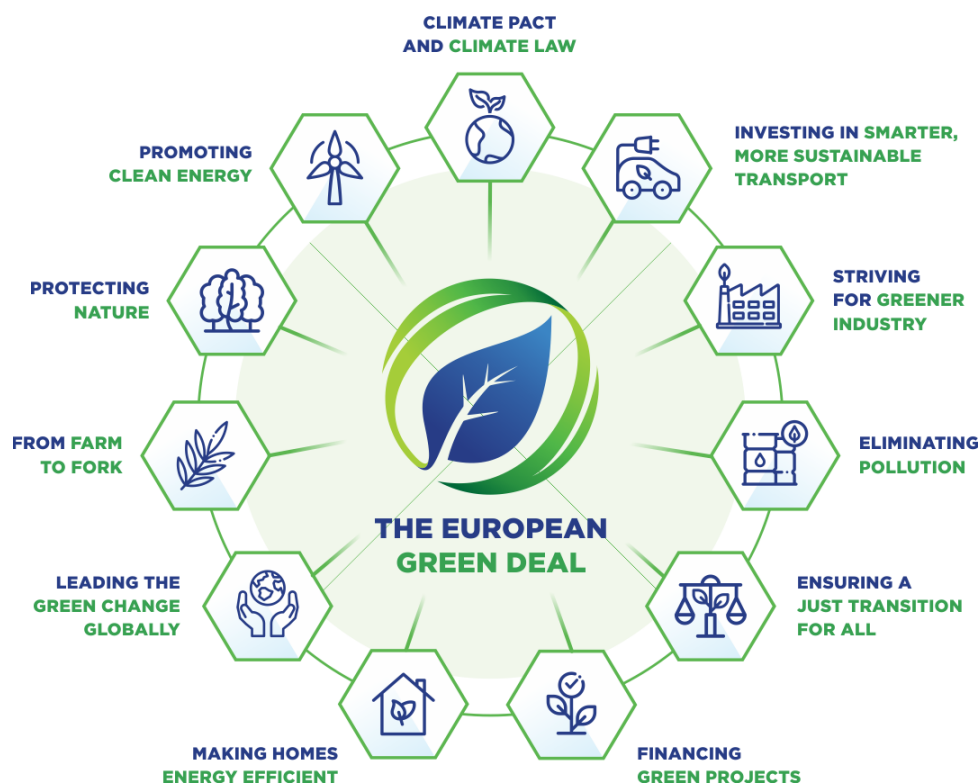 CLIMATE PACT
AND CLIMATE LAW
INVESTING IN SMARTER,
MORE SUSTAINABLE
TRANSPORT
STRIVING
FOR GREENER
INDUSTRY
ELIMINATING
POLLUTION
ENSURING A
JUST TRANSITION
FOR ALL
FINANCING
GREEN PROJECTS
MAKING HOMES
ENERGY EFFICIENT
LEADING THE
GREEN CHANGE
GLOBALLY
FROM FARM
TO FORK
PROTECTING
NATURE
PROMOTING
CLEAN ENERGY
THE EUROPEAN
GREEN DEAL